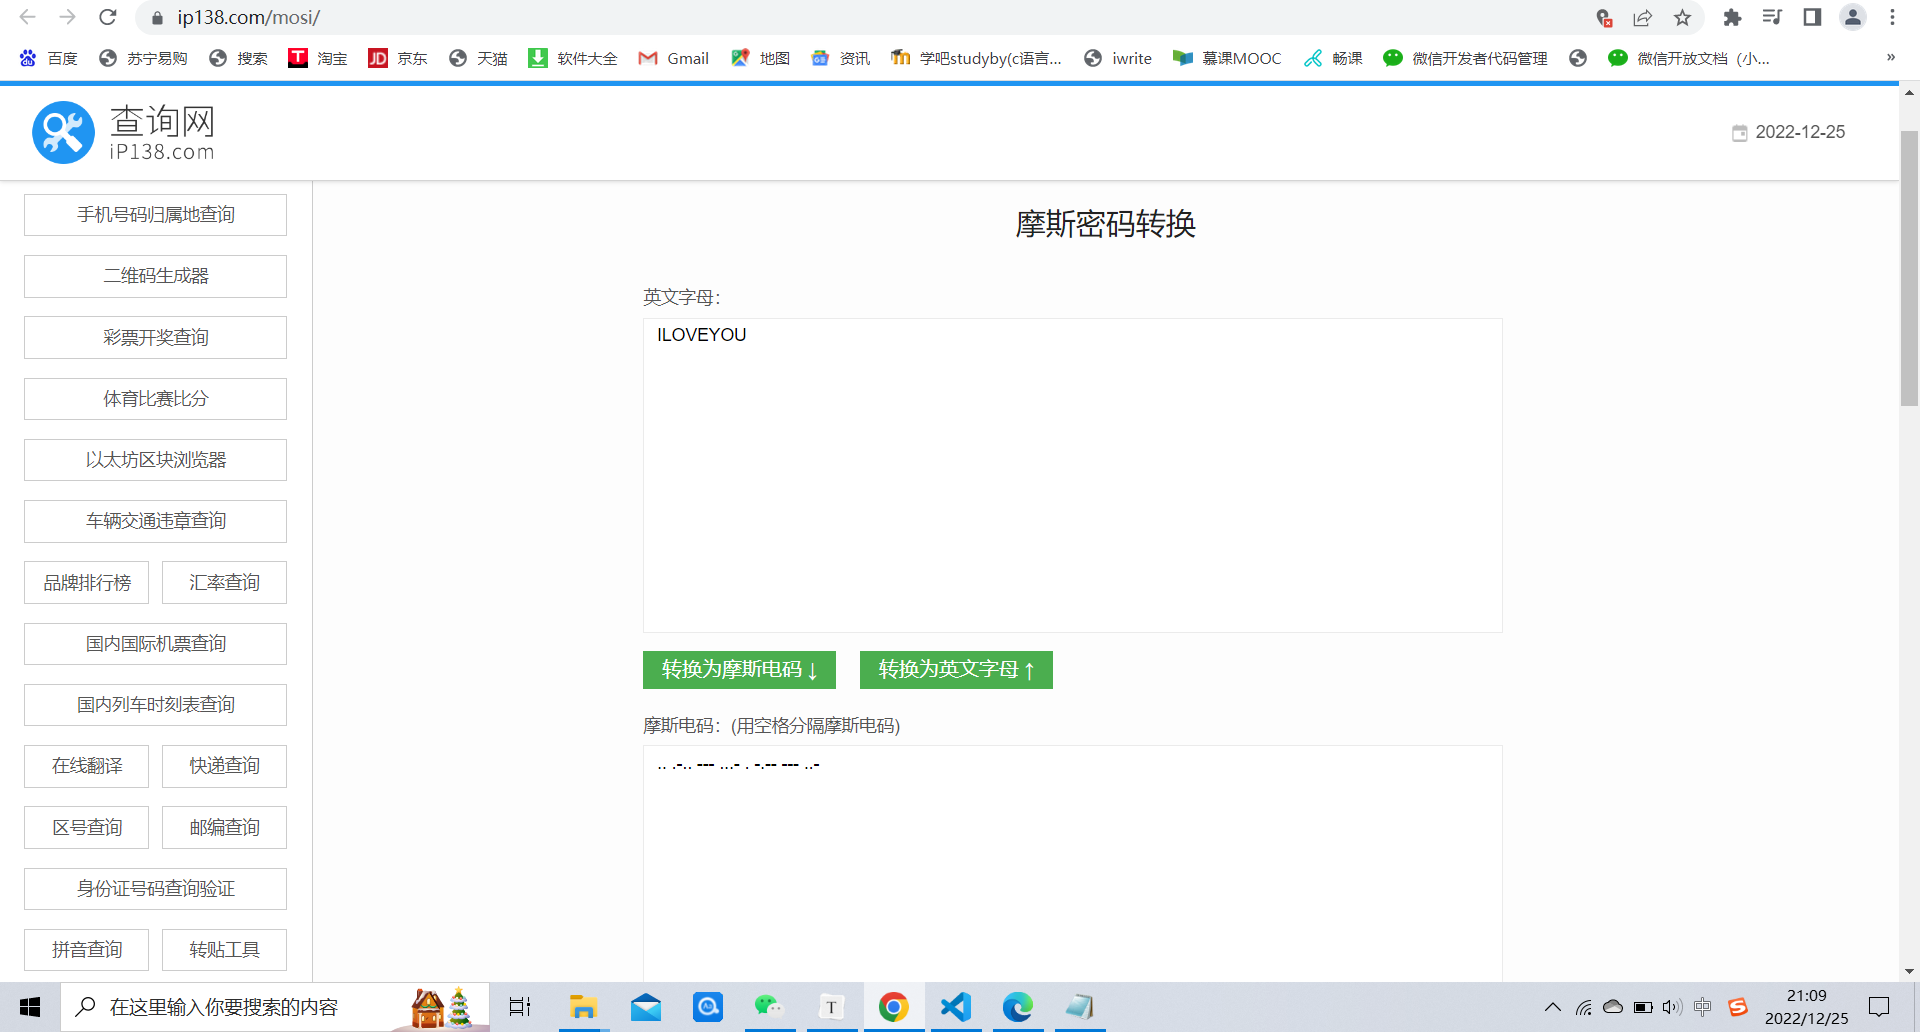 ip138.com/mosi/
百度 苏宁易购 搜索 淘宝 京东 天猫 软件大全 Gmail 地图 资讯 学吧studyby(c语言... iwrite 慕课MOOC 畅课 微信开发者代码管理 微信开放文档（小... »
查询网
iP138.com
2022-12-25
手机号码归属地查询
二维码生成器
彩票开奖查询
体育比赛比分
以太坊区块浏览器
车辆交通违章查询
品牌排行榜 汇率查询
国内国际机票查询
国内列车时刻表查询
在线翻译 快递查询
区号查询 邮编查询
身份证号码查询验证
拼音查询 转贴工具
摩斯密码转换
英文字母：
ILOVEYOU
转换为摩斯电码↓ 转换为英文字母↑
摩斯电码：(用空格分隔摩斯电码)
.. .-.. --- ...- . -.-- --- ..-
在这里输入你要搜索的内容
中
21:09
2022/12/25